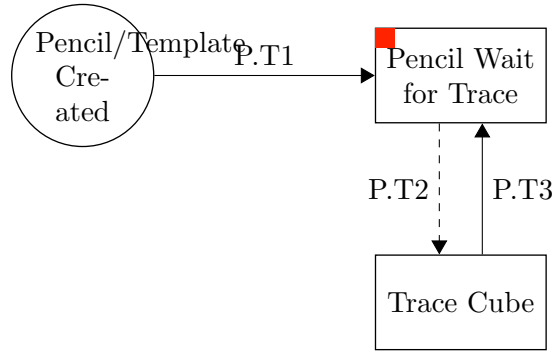 Pencil/Template
Cre-
ated
P.T1
Pencil Wait
for Trace
P.T2
P.T3
Trace Cube